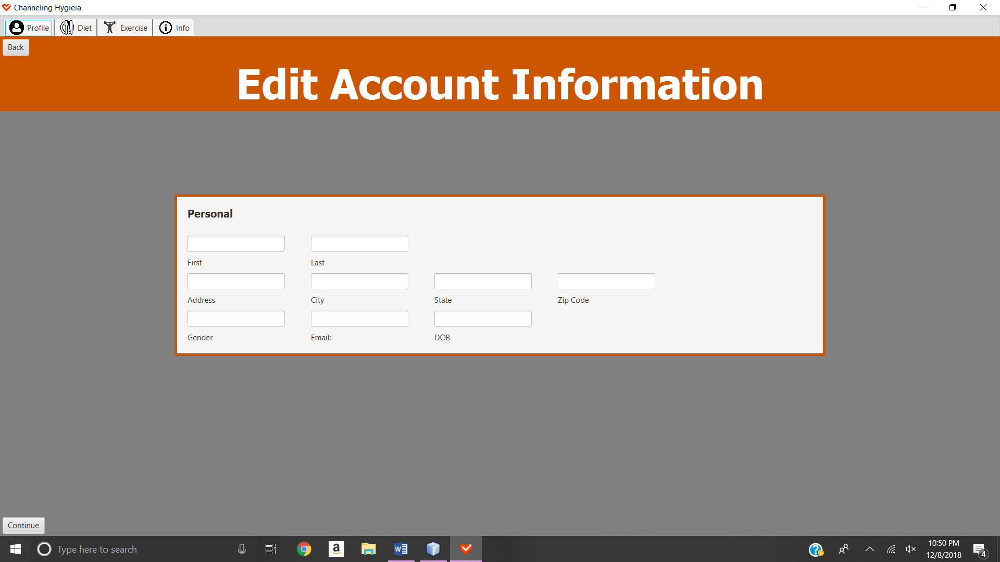 Channeling Hygieia
Profile Diet Exercise Info
Back
Edit Account Information
Personal
First Last
Address City State Zip Code
Gender Email: DOB
Continue
Type here to search
10:50 PM
12/8/2018
4